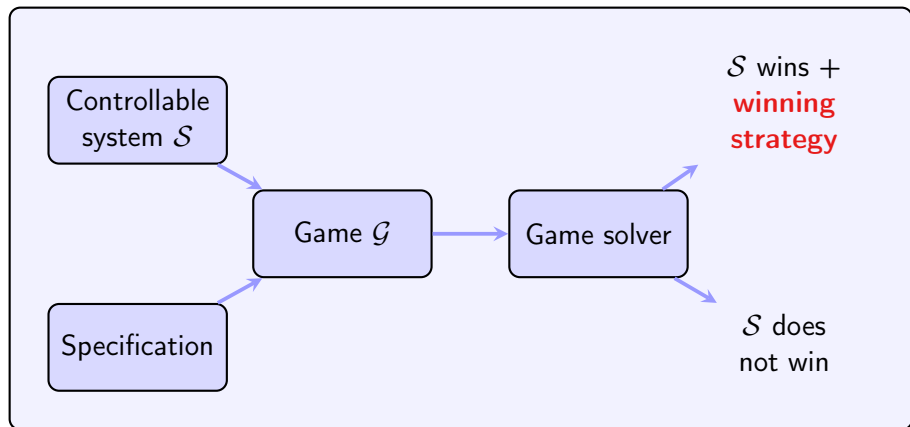 Controllable
system 𝒮
Specification
Game 𝒢
Game solver
𝒮 wins +
winning
strategy
𝒮 does
not win